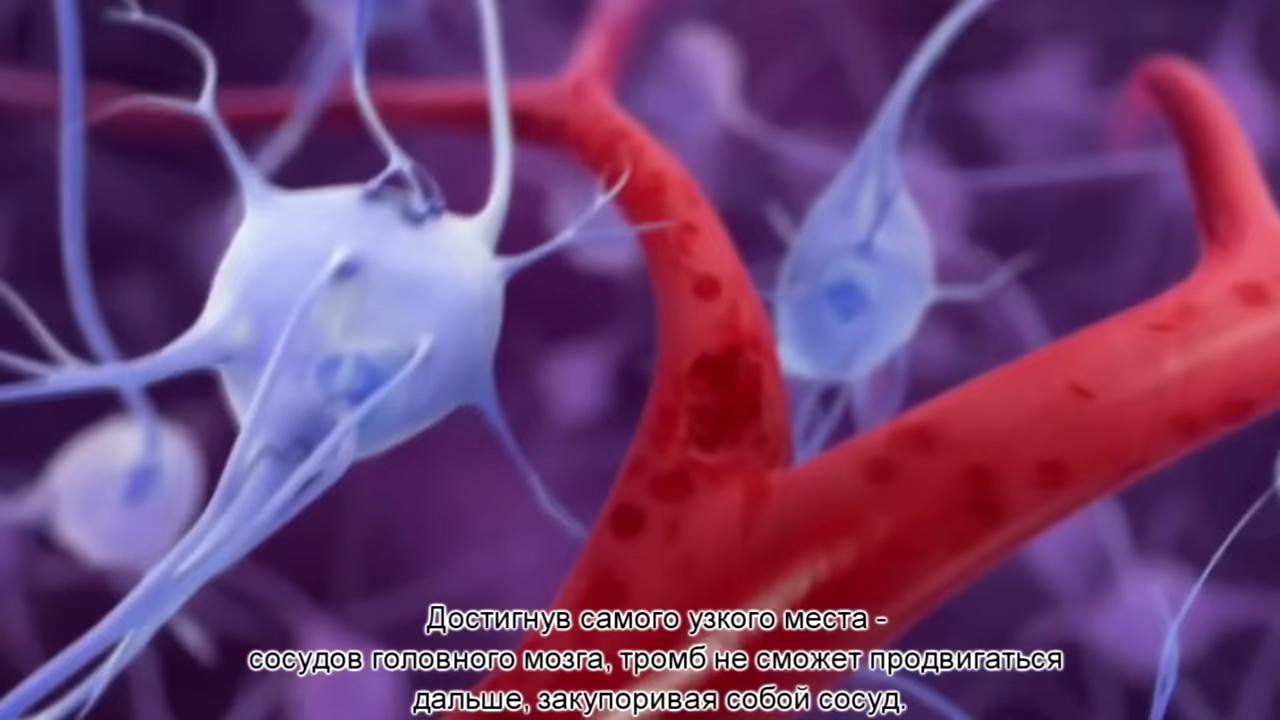 Достигнув самого узкого места -
сосудов головного мозга, тромб не сможет продвигаться
дальше, закупоривая собой сосуд.